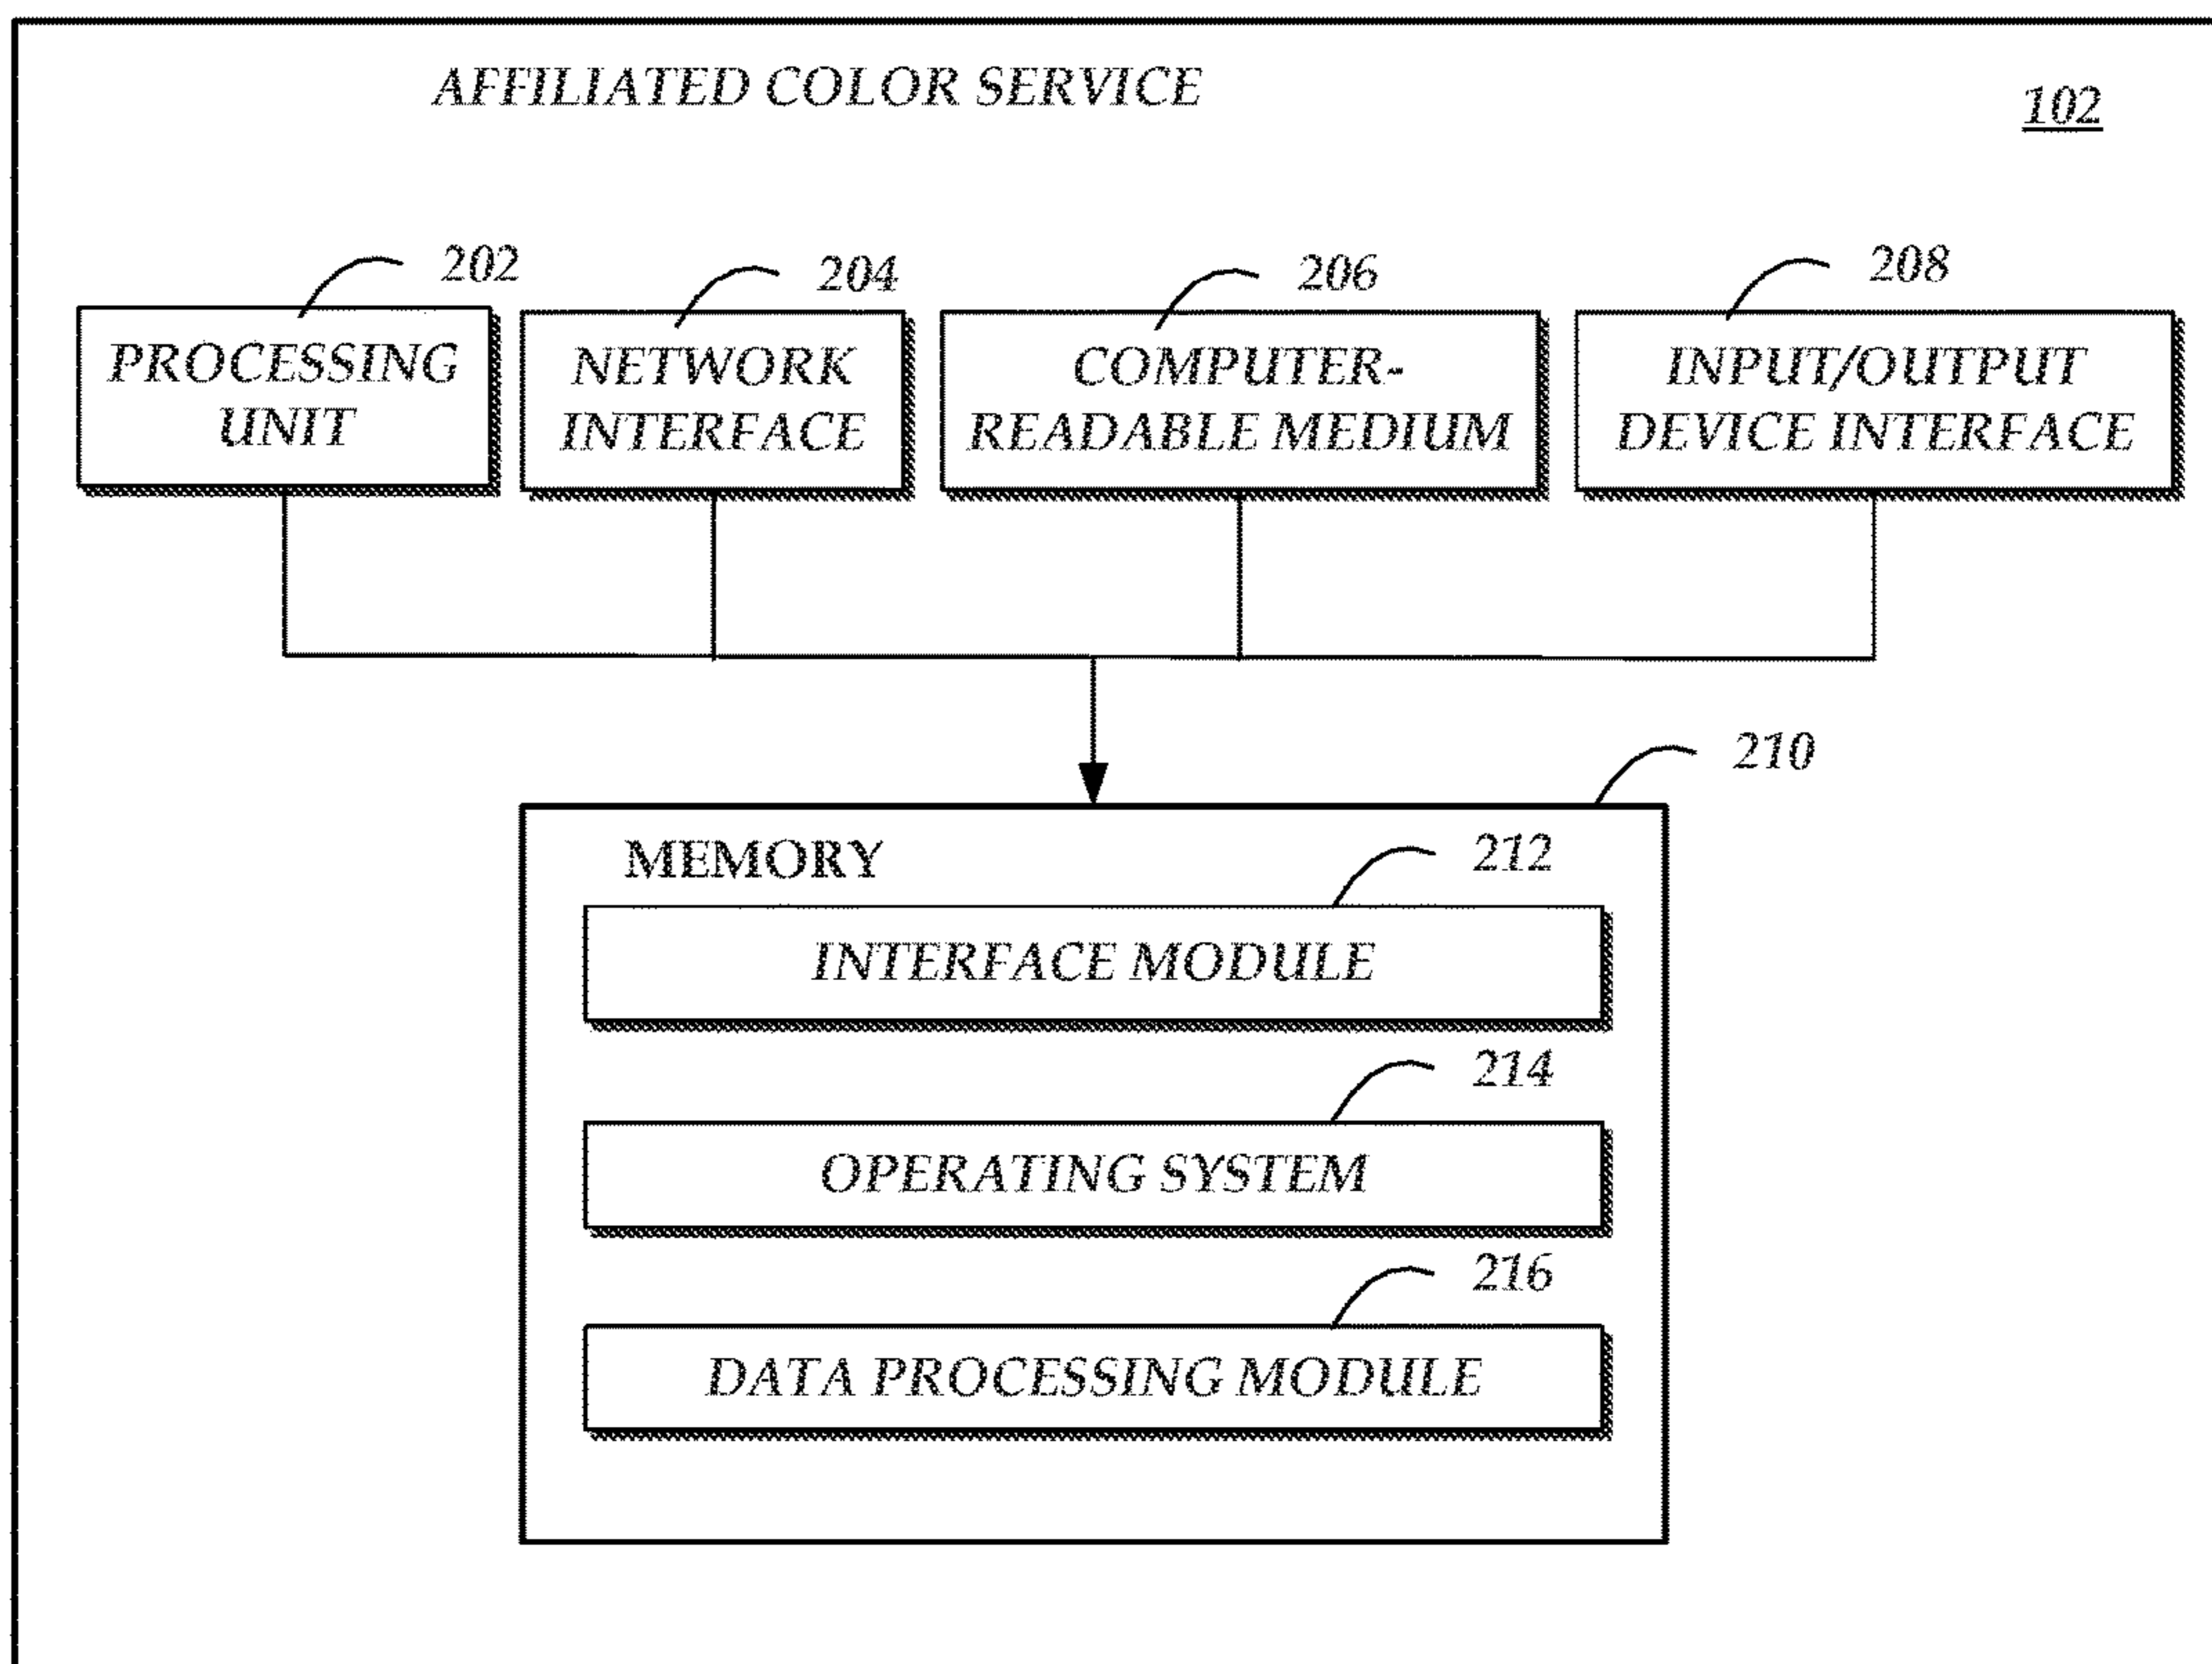 AFFILIATED COLOR SERVICE
102
202
204
206
208
PROCESSING
UNIT
NETWORK
INTERFACE
COMPUTER-
READABLE MEDIUM
INPUT/OUTPUT
DEVICE INTERFACE
210
MEMORY
212
INTERFACE MODULE
214
OPERATING SYSTEM
216
DATA PROCESSING MODULE